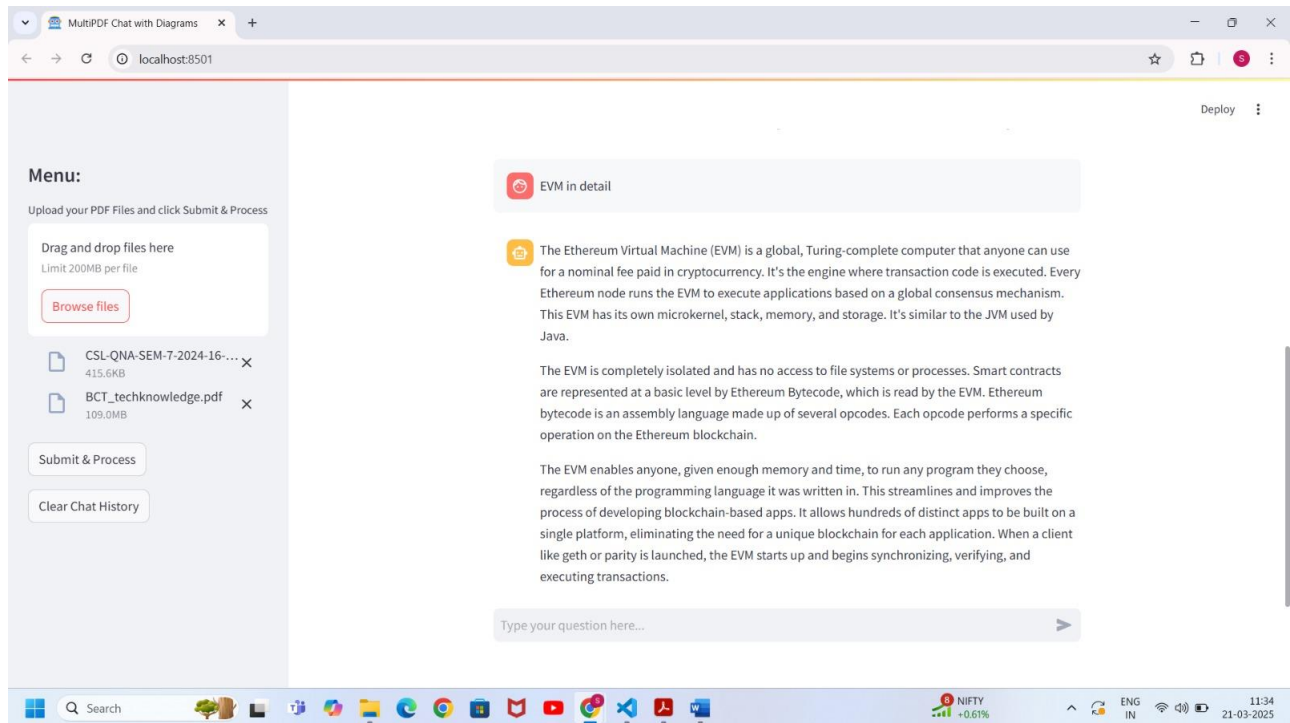 MultiPDF Chat with Diagrams
localhost:8501
S
Deploy
Menu:
Upload your PDF Files and click Submit & Process
Drag and drop files here
Limit 200MB per file
Browse files
CSL-QNA-SEM-7-2024-16-...
415.6KB
BCT_techknowledge.pdf
109.0MB
Submit & Process
Clear Chat History
EVM in detail
The Ethereum Virtual Machine (EVM) is a global, Turing-complete computer that anyone can use
for a nominal fee paid in cryptocurrency. It's the engine where transaction code is executed. Every
Ethereum node runs the EVM to execute applications based on a global consensus mechanism.
This EVM has its own microkernel, stack, memory, and storage. It's similar to the JVM used by
Java.
The EVM is completely isolated and has no access to file systems or processes. Smart contracts
are represented at a basic level by Ethereum Bytecode, which is read by the EVM. Ethereum
bytecode is an assembly language made up of several opcodes. Each opcode performs a specific
operation on the Ethereum blockchain.
The EVM enables anyone, given enough memory and time, to run any program they choose,
regardless of the programming language it was written in. This streamlines and improves the
process of developing blockchain-based apps. It allows hundreds of distinct apps to be built on a
single platform, eliminating the need for a unique blockchain for each application. When a client
like geth or parity is launched, the EVM starts up and begins synchronizing, verifying, and
executing transactions.
Type your question here...
Search
8
NIFTY
+0.61%
ENG
IN
11:34
21-03-2025